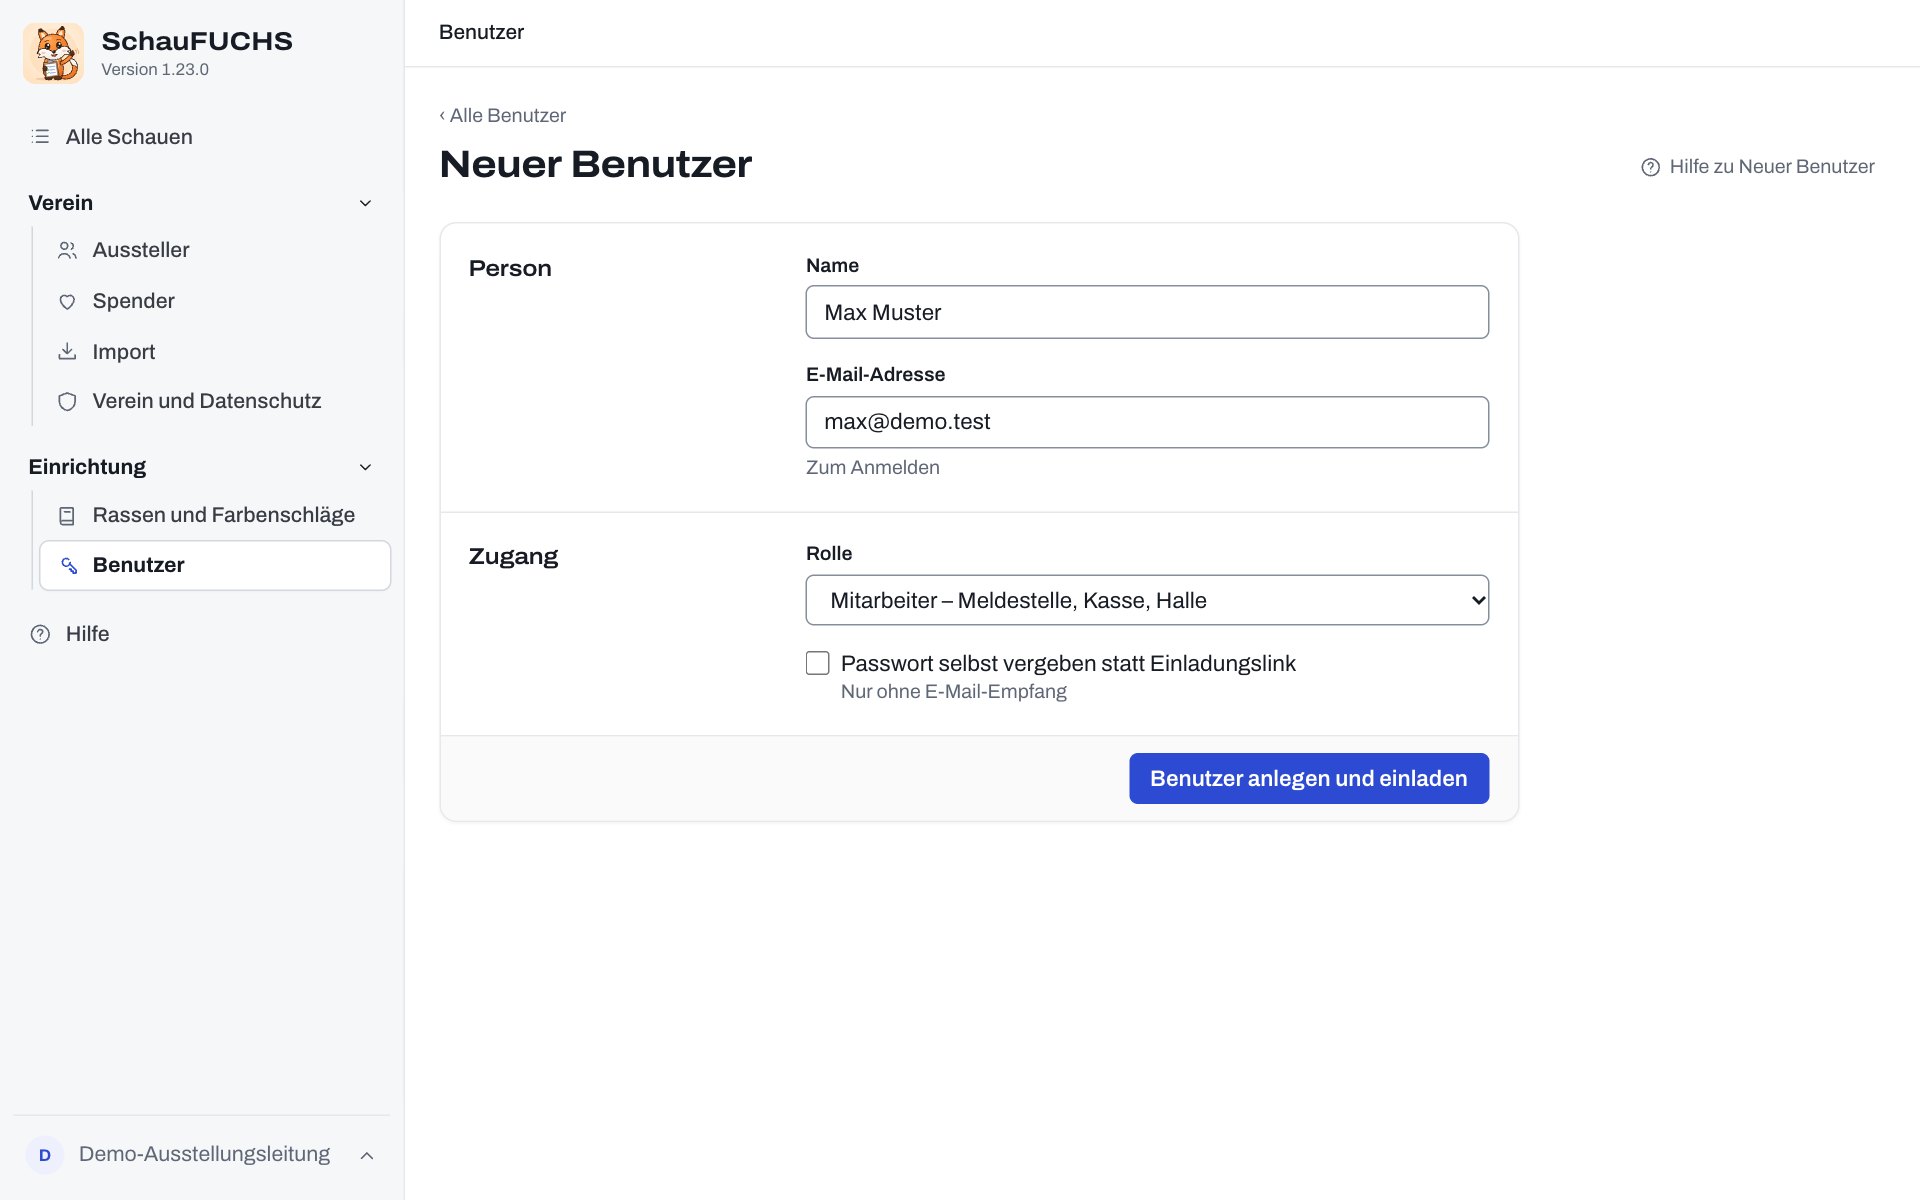 SchauFUCHS
Version 1.23.0
Alle Schauen
Verein
Aussteller
Spender
Import
Verein und Datenschutz
Einrichtung
Rassen und Farbenschläge
Benutzer
Hilfe
D
Demo-Ausstellungsleitung
Benutzer
‹ Alle Benutzer
Neuer Benutzer
Hilfe zu Neuer Benutzer
Person
Name
Max Muster
E-Mail-Adresse
max@demo.test
Zum Anmelden
Zugang
Rolle
Mitarbeiter – Meldestelle, Kasse, Halle
Passwort selbst vergeben statt Einladungslink
Nur ohne E-Mail-Empfang
Benutzer anlegen und einladen